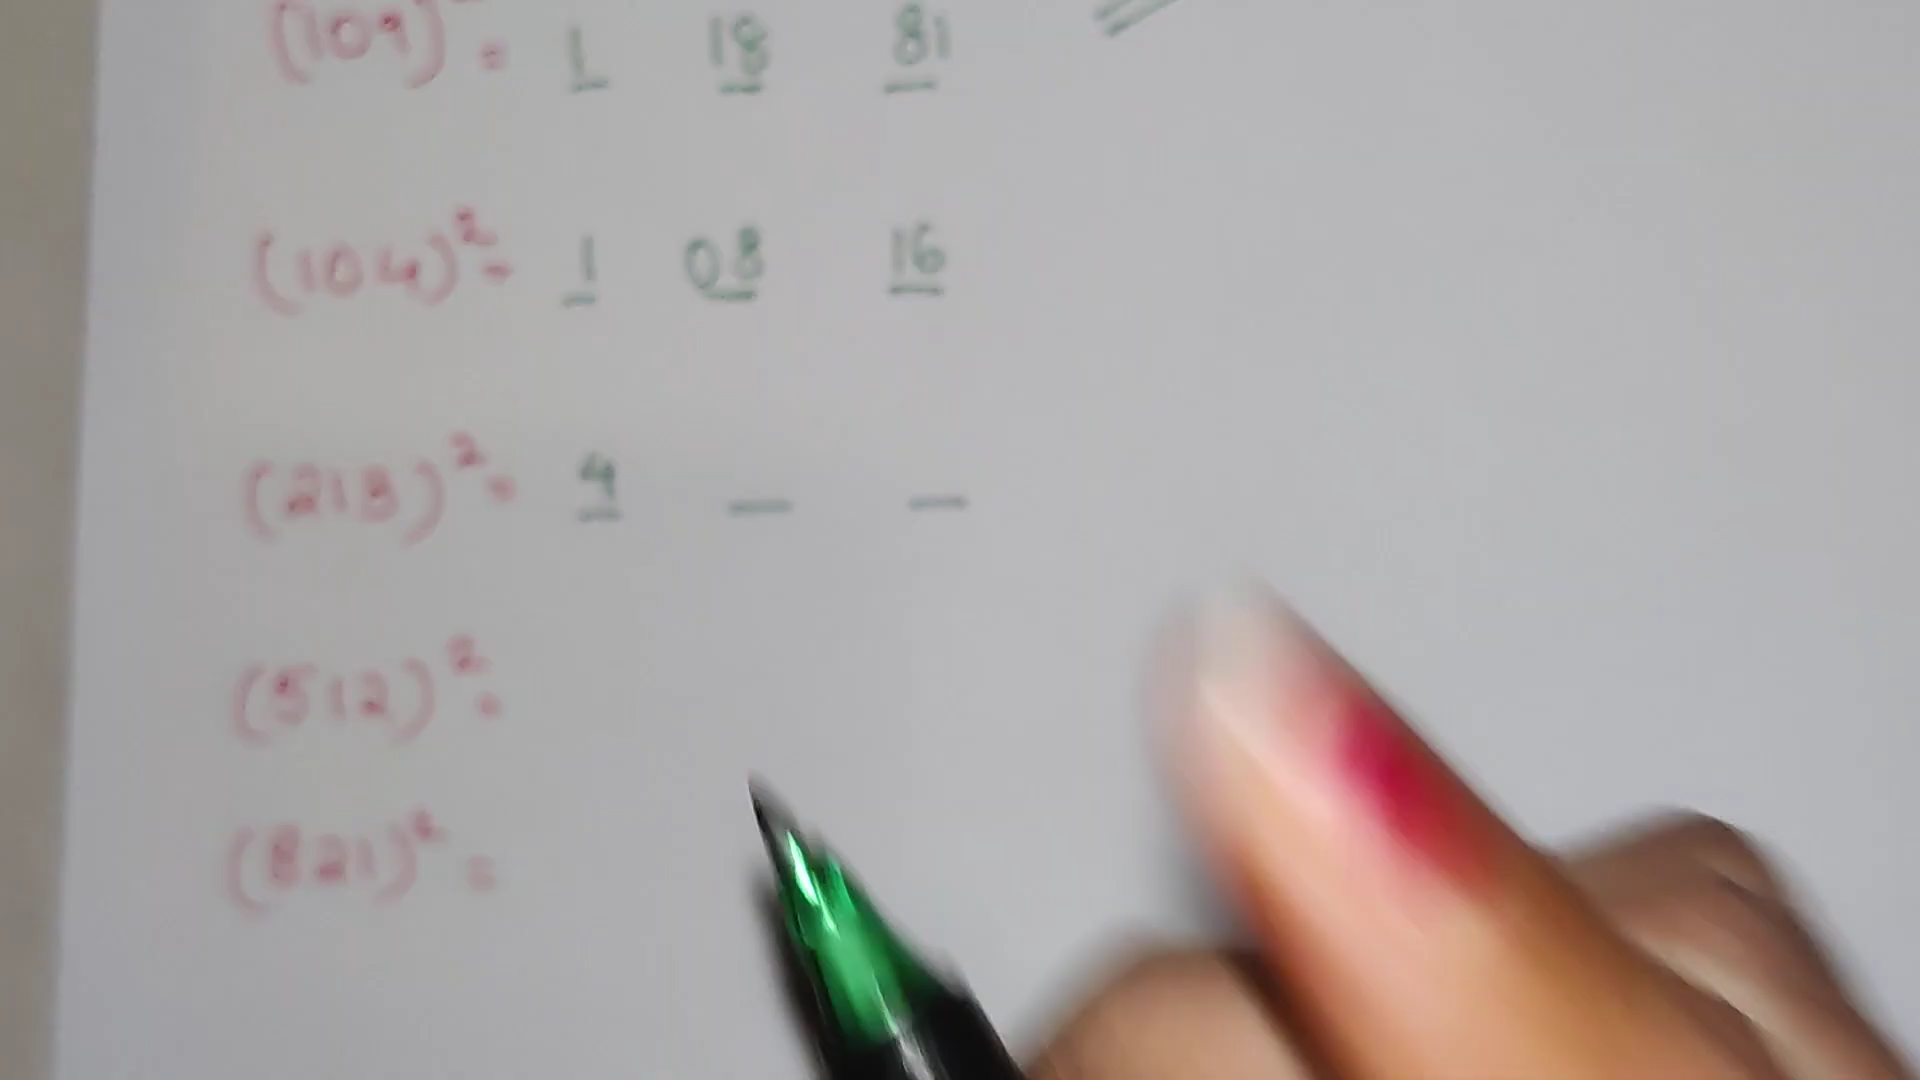 (109)² = 1 18 81
(104)² = 1 08 16
(213)² = 4 _ _
(512)² =
(821)² =